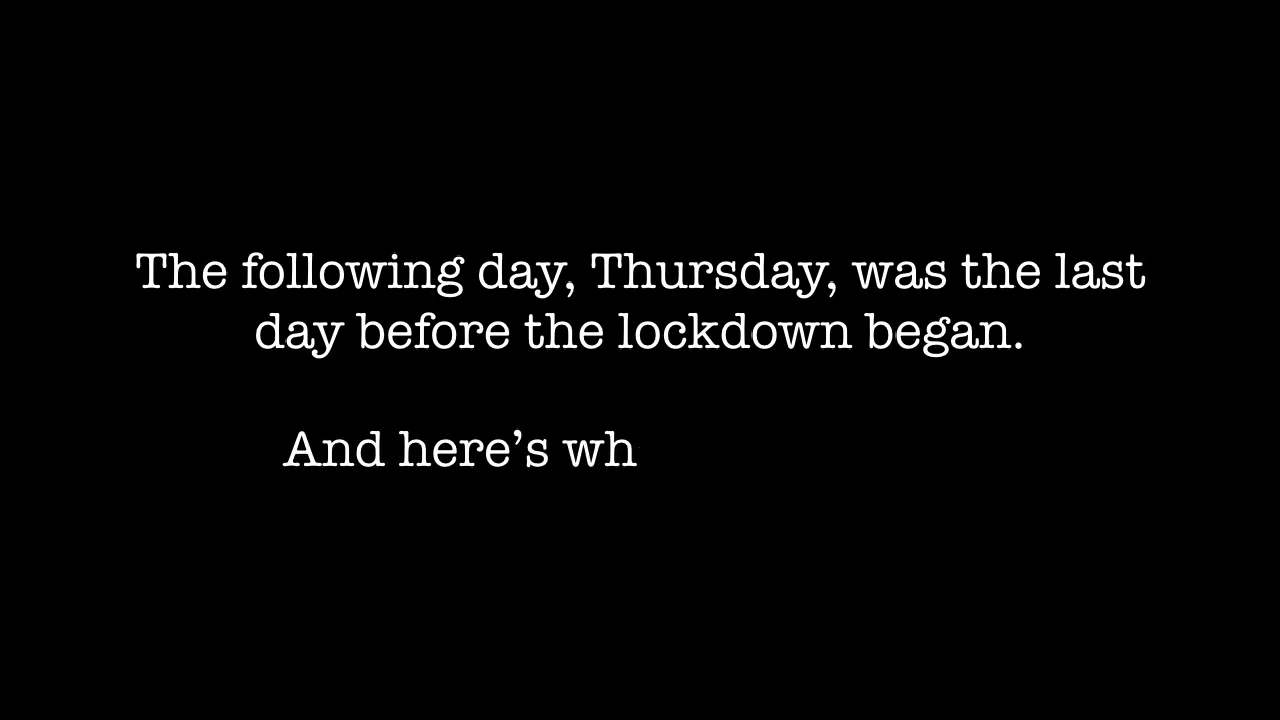 The following day, Thursday, was the last
day before the lockdown began.
And here’s wh